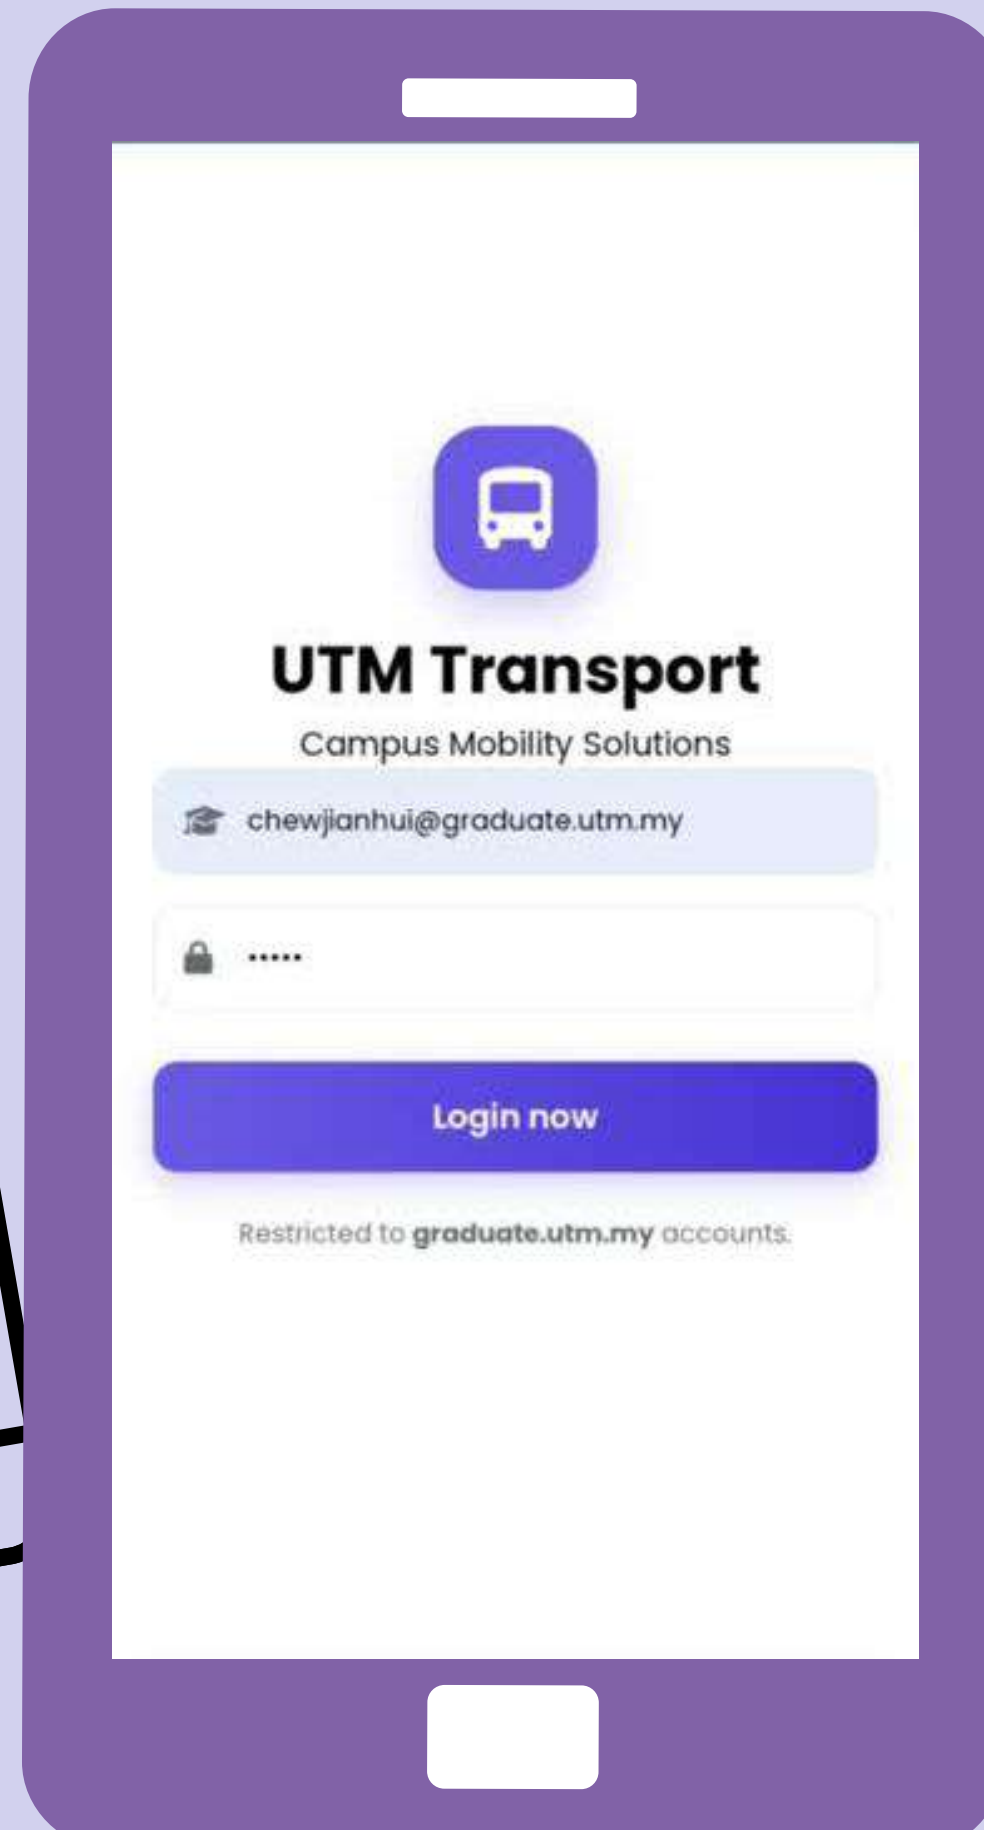 UTM Transport
Campus Mobility Solutions
chewjianhui@graduate.utm.my
•••••
Login now
Restricted to graduate.utm.my accounts.